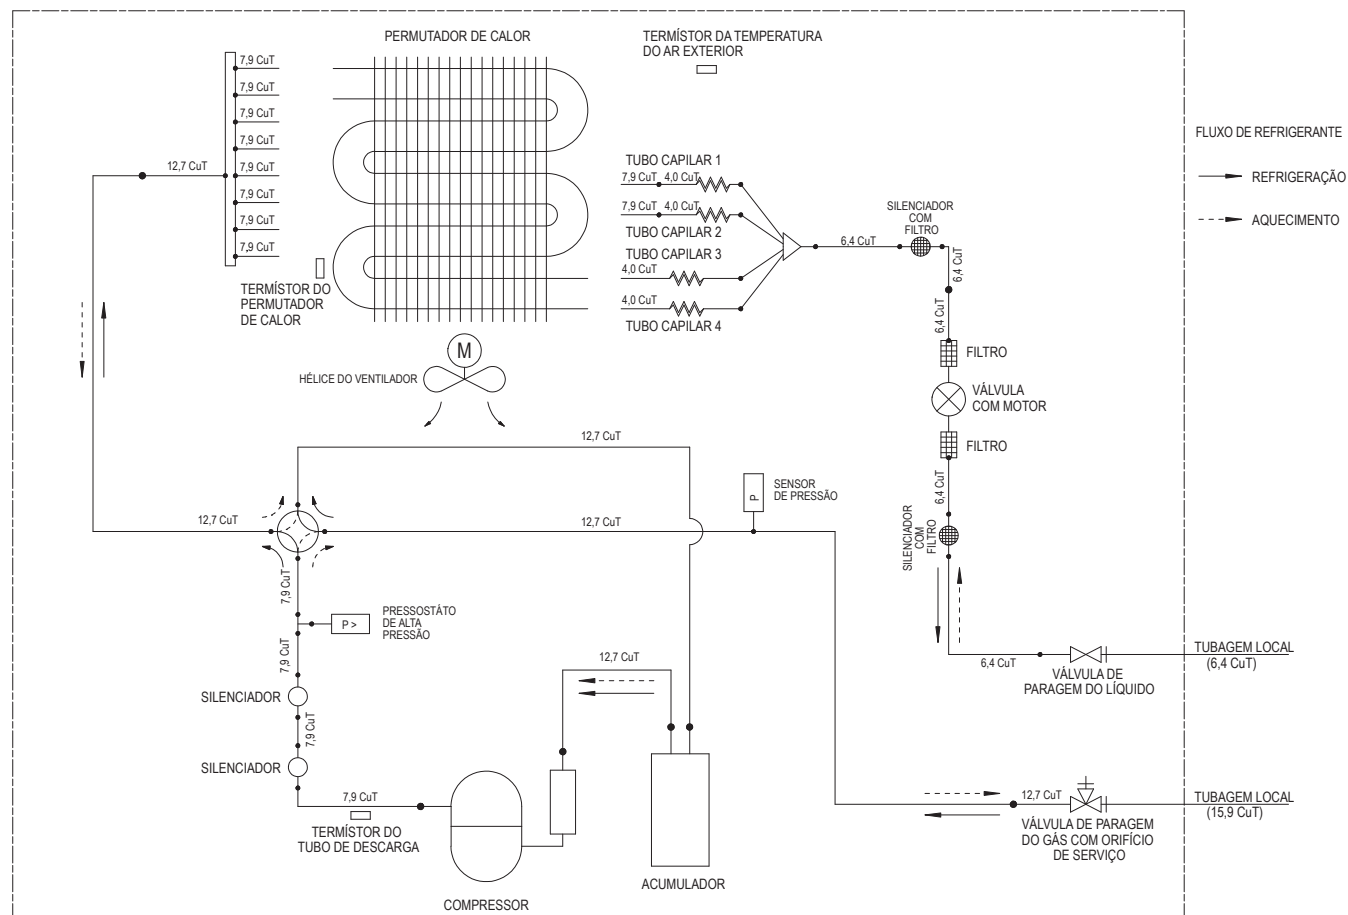 PERMUTADOR DE CALOR
TERMÍSTOR DA TEMPERATURA
DO AR EXTERIOR
7,9 CuT
7,9 CuT
7,9 CuT
7,9 CuT
7,9 CuT
7,9 CuT
7,9 CuT
7,9 CuT
12,7 CuT
TERMÍSTOR DO
PERMUTADOR
DE CALOR
TUBO CAPILAR 1
7,9 CuT 4,0 CuT
7,9 CuT 4,0 CuT
TUBO CAPILAR 2
TUBO CAPILAR 3
4,0 CuT
4,0 CuT
TUBO CAPILAR 4
6,4 CuT
SILENCIADOR
COM
FILTRO
6,4 CuT
6,4 CuT
FILTRO
VÁLVULA
COM MOTOR
FILTRO
6,4 CuT
SILENCIADOR
COM
FILTRO
FLUXO DE REFRIGERANTE
REFRIGERAÇÃO
AQUECIMENTO
M
HÉLICE DO VENTILADOR
12,7 CuT
12,7 CuT
12,7 CuT
P
SENSOR
DE PRESSÃO
7,9 CuT
P >
PRESSOSTÁTO
DE ALTA
PRESSÃO
7,9 CuT
SILENCIADOR
7,9 CuT
SILENCIADOR
7,9 CuT
TERMÍSTOR DO
TUBO DE DESCARGA
COMPRESSOR
12,7 CuT
ACUMULADOR
6,4 CuT
VÁLVULA DE
PARAGEM DO LÍQUIDO
TUBAGEM LOCAL
(6,4 CuT)
12,7 CuT
VÁLVULA DE PARAGEM
DO GÁS COM ORIFÍCIO
DE SERVIÇO
TUBAGEM LOCAL
(15,9 CuT)